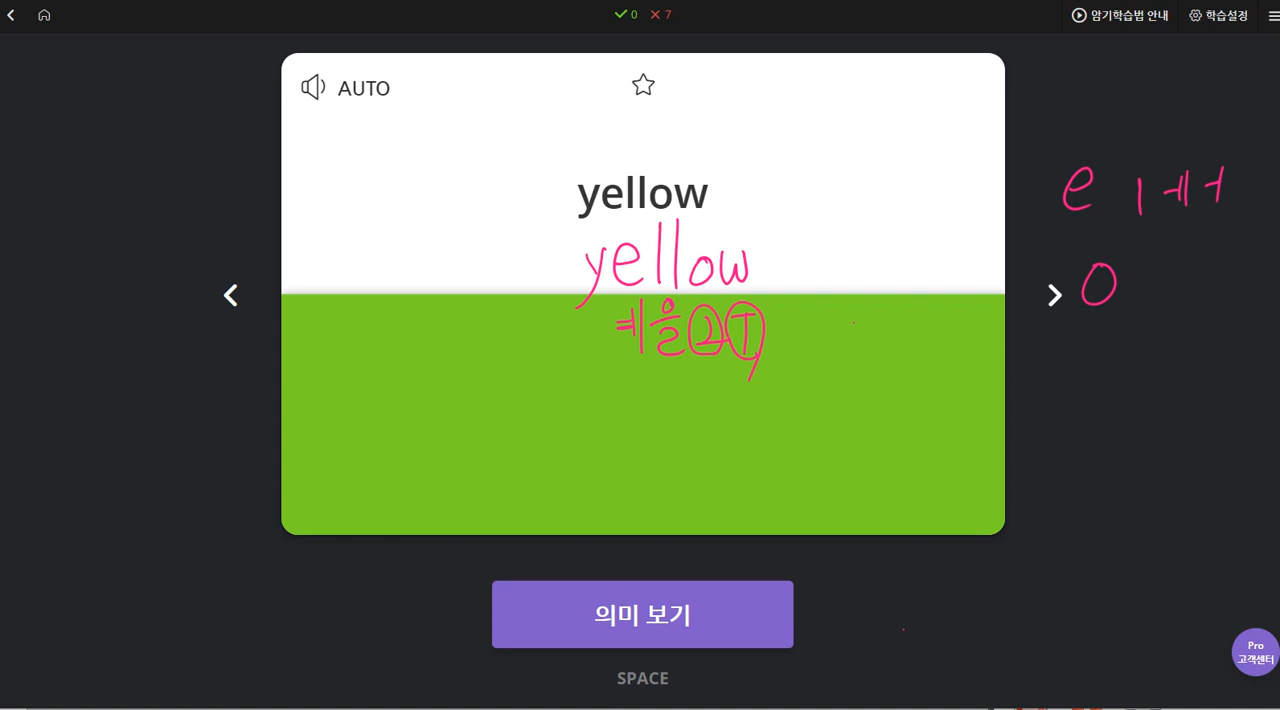 0 7 암기학습법 안내 학습설정
AUTO
yellow
yellow
e ㅣ ㅔ ㅓ
o
의미 보기
SPACE
Pro
고객센터